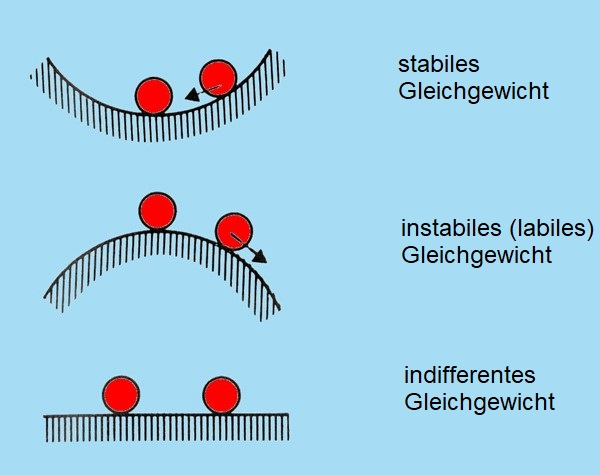 stabiles
Gleichgewicht
instabiles (labiles)
Gleichgewicht
indifferentes
Gleichgewicht